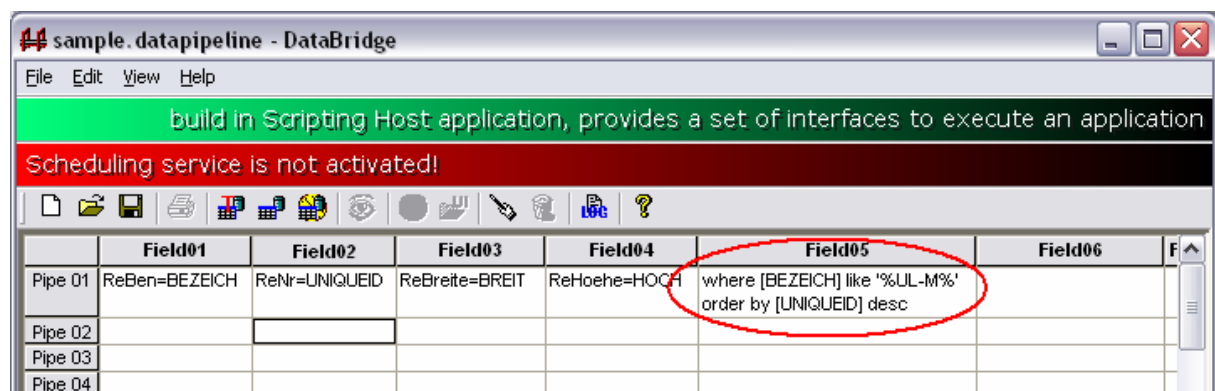 sample.datapipeline - DataBridge
File Edit View Help
build in Scripting Host application, provides a set of interfaces to execute an application
Scheduling service is not activated!
LOG
Field01 Field02 Field03 Field04 Field05 Field06 F
Pipe 01 ReBen=BEZEICH ReNr=UNIQUEID ReBreite=BREIT ReHoehe=HOCH where [BEZEICH] like '%UL-M%'
order by [UNIQUEID] desc
Pipe 02
Pipe 03
Pipe 04